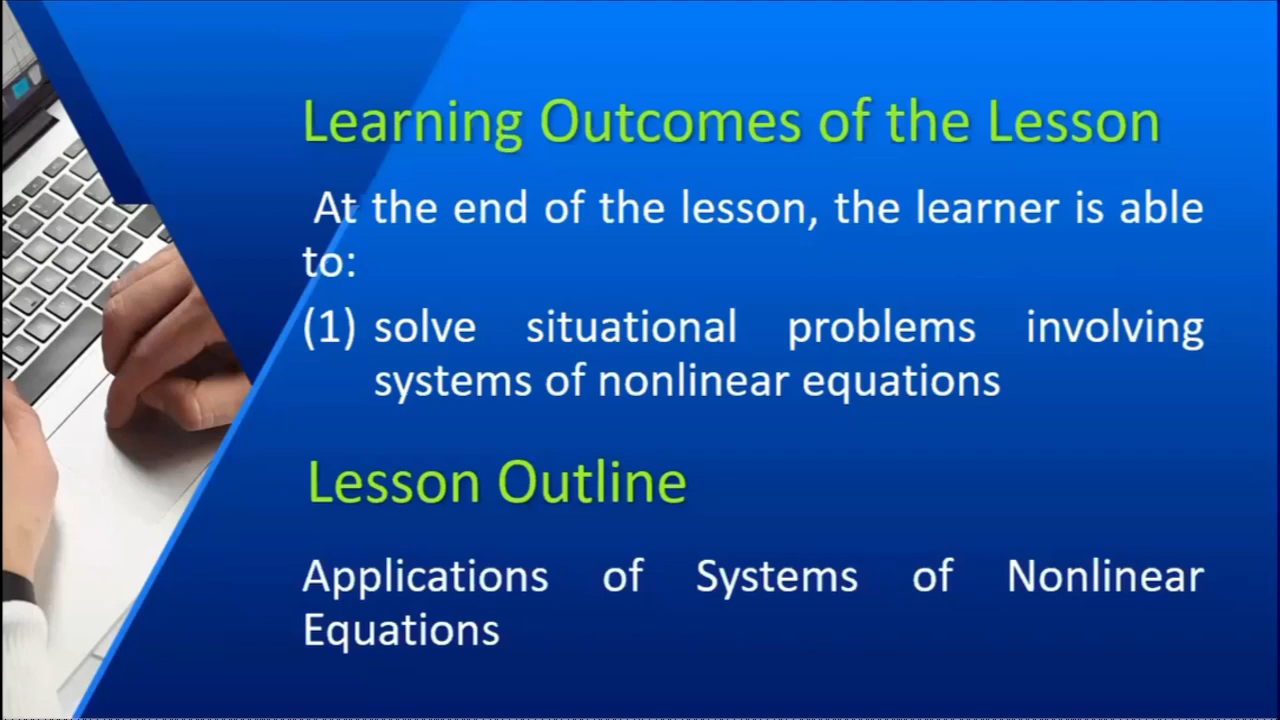 Learning Outcomes of the Lesson
At the end of the lesson, the learner is able
to:
(1) solve situational problems involving
systems of nonlinear equations
Lesson Outline
Applications of Systems of Nonlinear
Equations